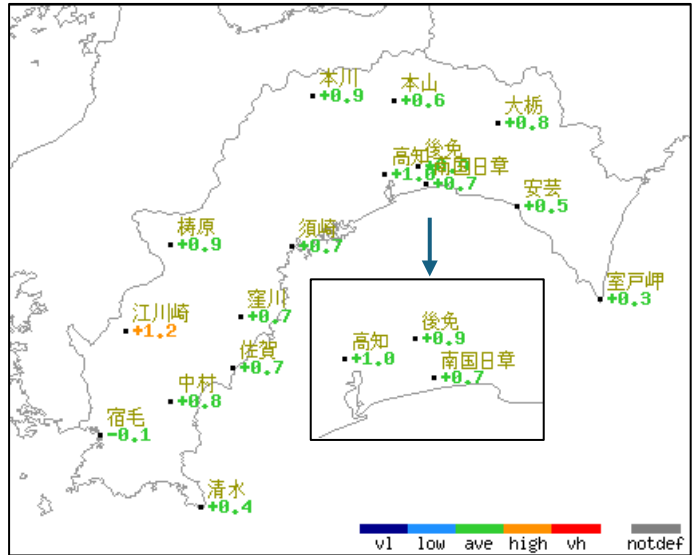 本川
+0.9
本山
+0.6
大栃
+0.8
後免
高知
+1.0
南国日章
+0.7
安芸
+0.5
梼原
+0.9
須崎
+0.7
室戸岬
+0.3
江川崎
+1.2
窪川
+0.7
佐賀
+0.7
中村
+0.8
宿毛
-0.1
清水
+0.4
後免
+0.9
高知
+1.0
南国日章
+0.7
vl low ave high vh notdef